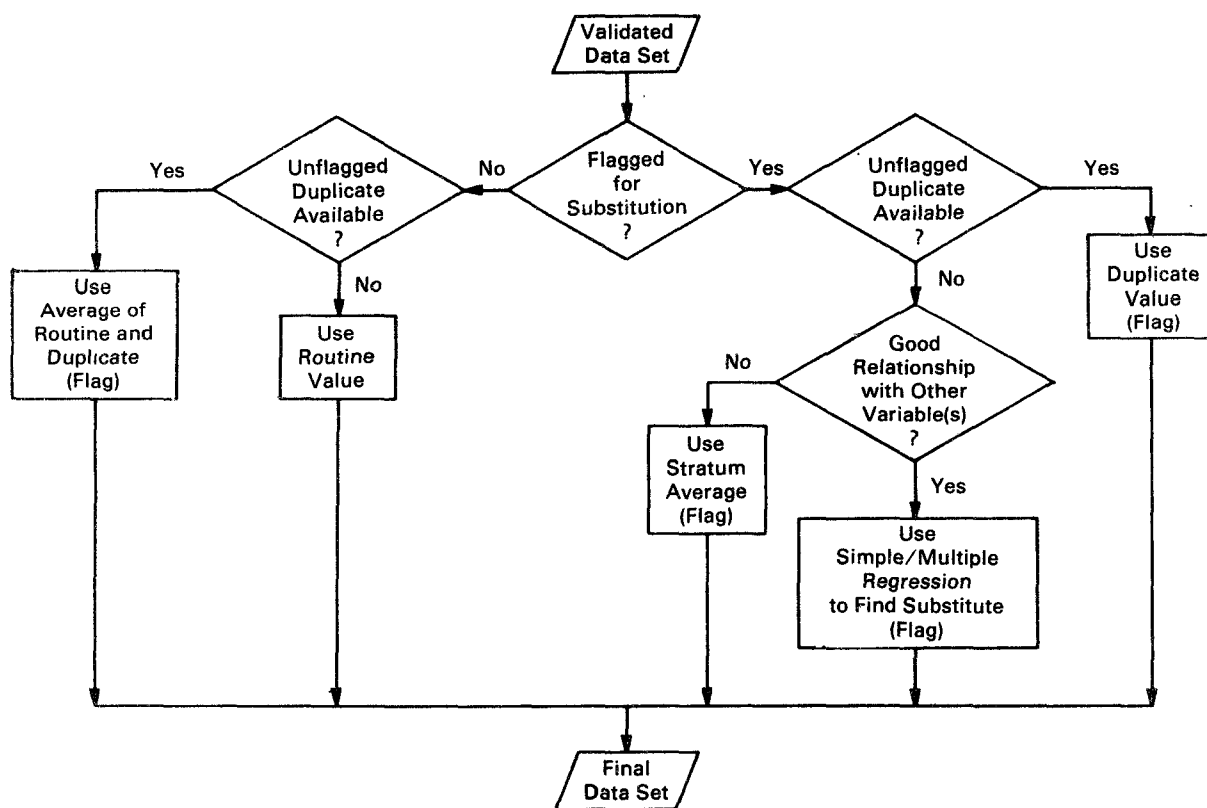 Validated
Data Set
Flagged
for
Substitution
?
No
Yes
Unflagged
Duplicate
Available
?
Yes
No
Use
Average of
Routine and
Duplicate
(Flag)
Use
Routine
Value
Unflagged
Duplicate
Available
?
Yes
No
Use
Duplicate
Value
(Flag)
Good
Relationship
with Other
Variable(s)
?
No
Yes
Use
Stratum
Average
(Flag)
Use
Simple/Multiple
Regression
to Find Substitute
(Flag)
Final
Data Set